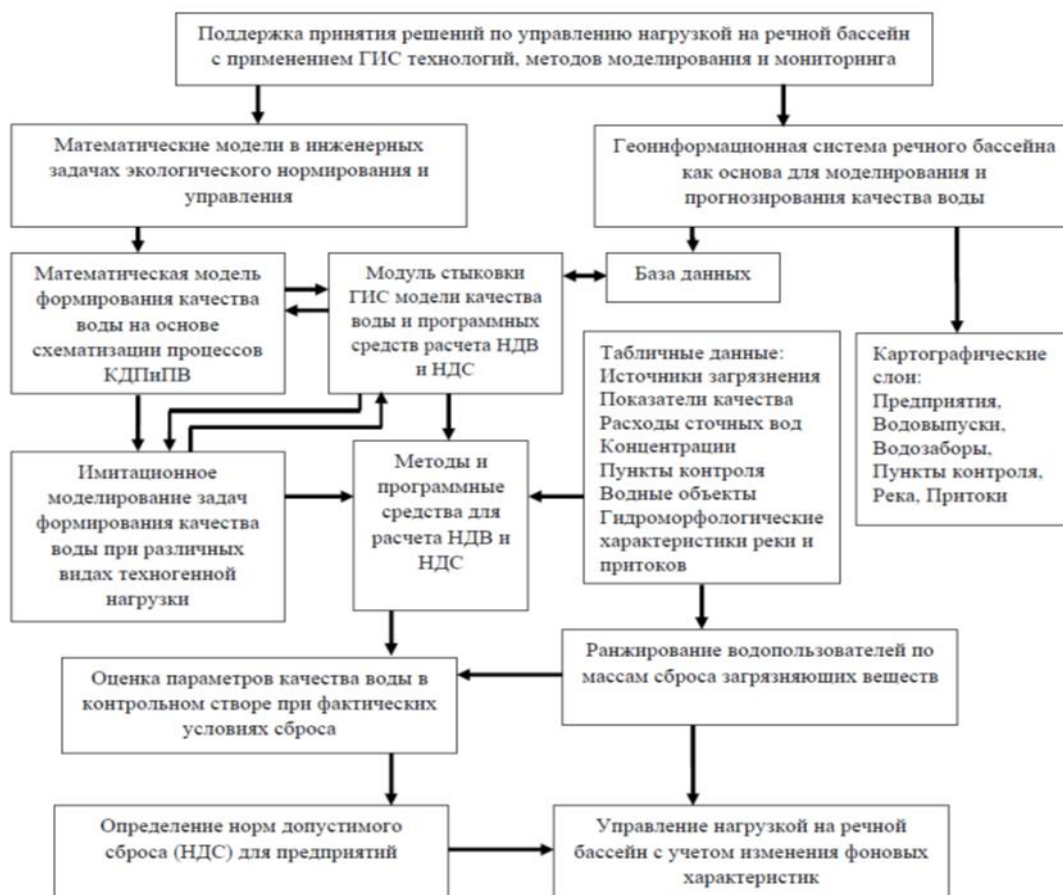 Поддержка принятия решений по управлению нагрузкой на речной бассейн
с применением ГИС технологий, методов моделирования и мониторинга
Математические модели в инженерных
задачах экологического нормирования и
управления
Геоинформационная система речного бассейна
как основа для моделирования и
прогнозирования качества воды
Математическая модель
формирования качества
воды на основе
схематизации процессов
КДПиПВ
Модуль стыковки
ГИС модели качества
воды и программных
средств расчета НДВ
и НДС
База данных
Табличные данные:
Источники загрязнения
Показатели качества
Расходы сточных вод
Концентрации
Пункты контроля
Водные объекты
Гидроморфологические
характеристики реки и
притоков
Картографические
слои:
Предприятия,
Водовыпуски,
Водозаборы,
Пункты контроля,
Река, Притоки
Имитационное
моделирование задач
формирования качества
воды при различных
видах техногенной
нагрузки
Методы и
программные
средства для
расчета НДВ и
НДС
Оценка параметров качества воды в
контрольном створе при фактических
условиях сброса
Ранжирование водопользователей по
массам сброса загрязняющих веществ
Определение норм допустимого
сброса (НДС) для предприятий
Управление нагрузкой на речной
бассейн с учетом изменения фоновых
характеристик